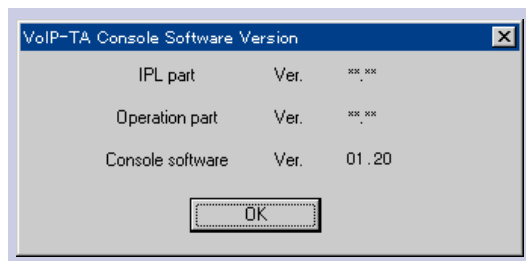 VoIP-TA Console Software Version
IPL part Ver. **.**
Operation part Ver. **.**
Console software Ver. 01.20
OK